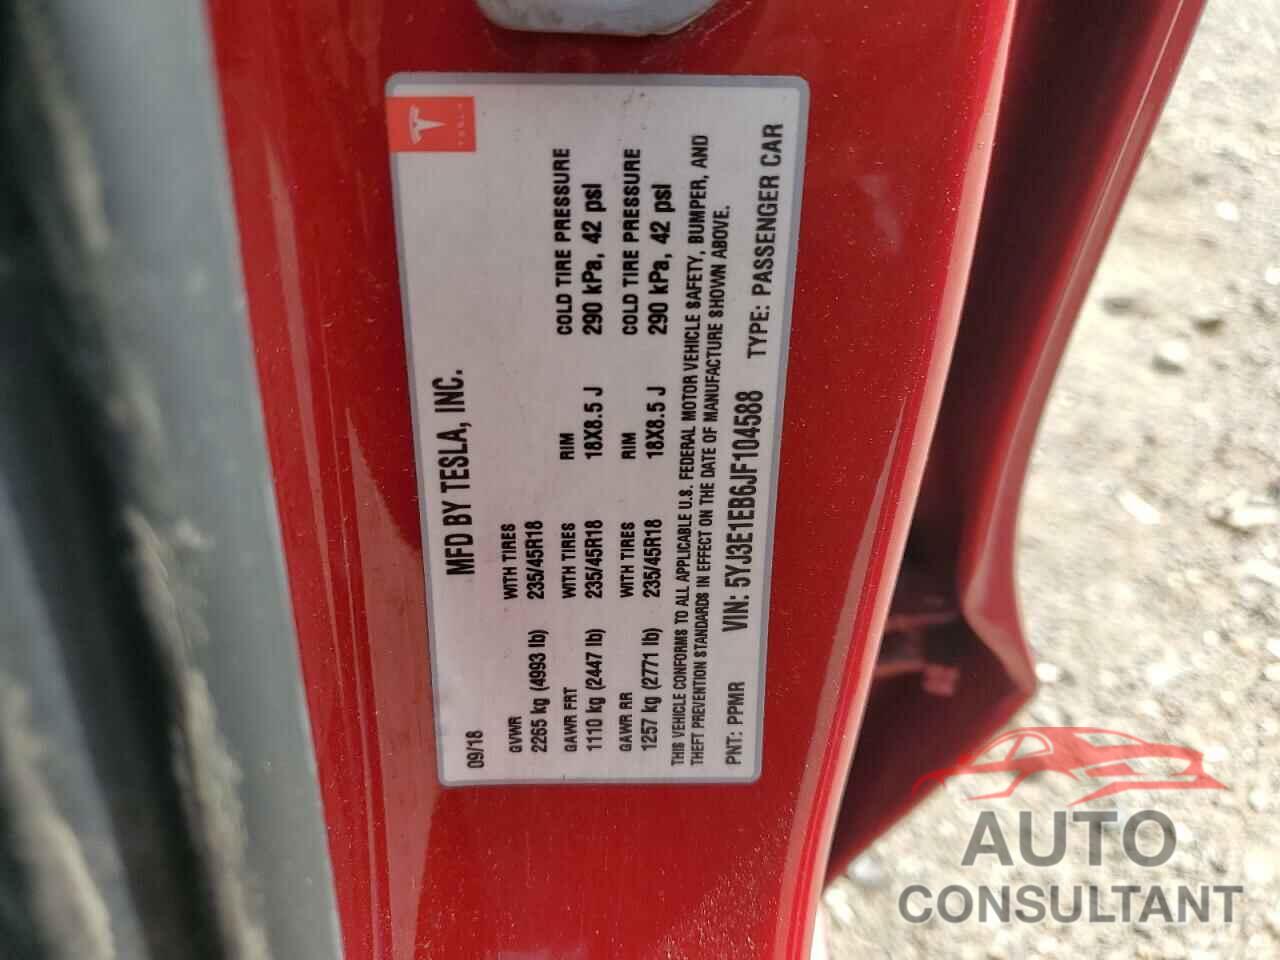 TESLA
MFD BY TESLA, INC.
09/18
GVWR WITH TIRES
2265 kg (4993 lb) 235/45R18
GAWR FRT WITH TIRES RIM COLD TIRE PRESSURE
1110 kg (2447 lb) 235/45R18 18X8.5 J 290 kPa, 42 psi
GAWR RR WITH TIRES RIM COLD TIRE PRESSURE
1257 kg (2771 lb) 235/45R18 18X8.5 J 290 kPa, 42 psi
THIS VEHICLE CONFORMS TO ALL APPLICABLE U.S. FEDERAL MOTOR VEHICLE SAFETY, BUMPER, AND
THEFT PREVENTION STANDARDS IN EFFECT ON THE DATE OF MANUFACTURE SHOWN ABOVE.
PNT: PPMR VIN: 5YJ3E1EB6JF104588 TYPE: PASSENGER CAR
AUTO
CONSULTANT